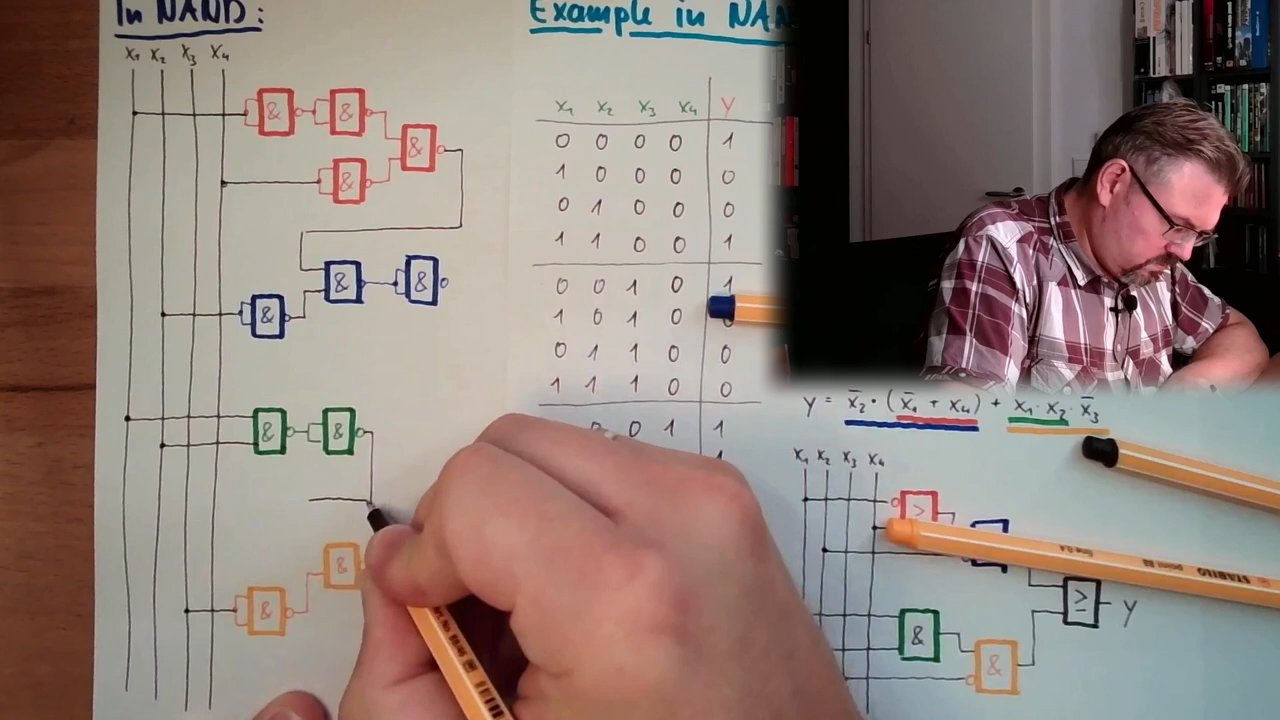 In NAND:
x₁ x₂ x₃ x₄
&
&
&
&
&
&
&
&
&
&
&
Example in NAN
x₁ x₂ x₃ x₄ y
0 0 0 0 1
1 0 0 0 0
0 1 0 0 0
1 1 0 0 1
0 0 1 0 1
1 0 1 0 0
0 1 1 0 0
1 1 1 0 0
0 0 1 1
y = x̄₂ · (x̄₁ + x₄) + x₁ · x₂ · x̄₃
x₁ x₂ x₃ x₄
≥
≥ y
&
&
STABILO